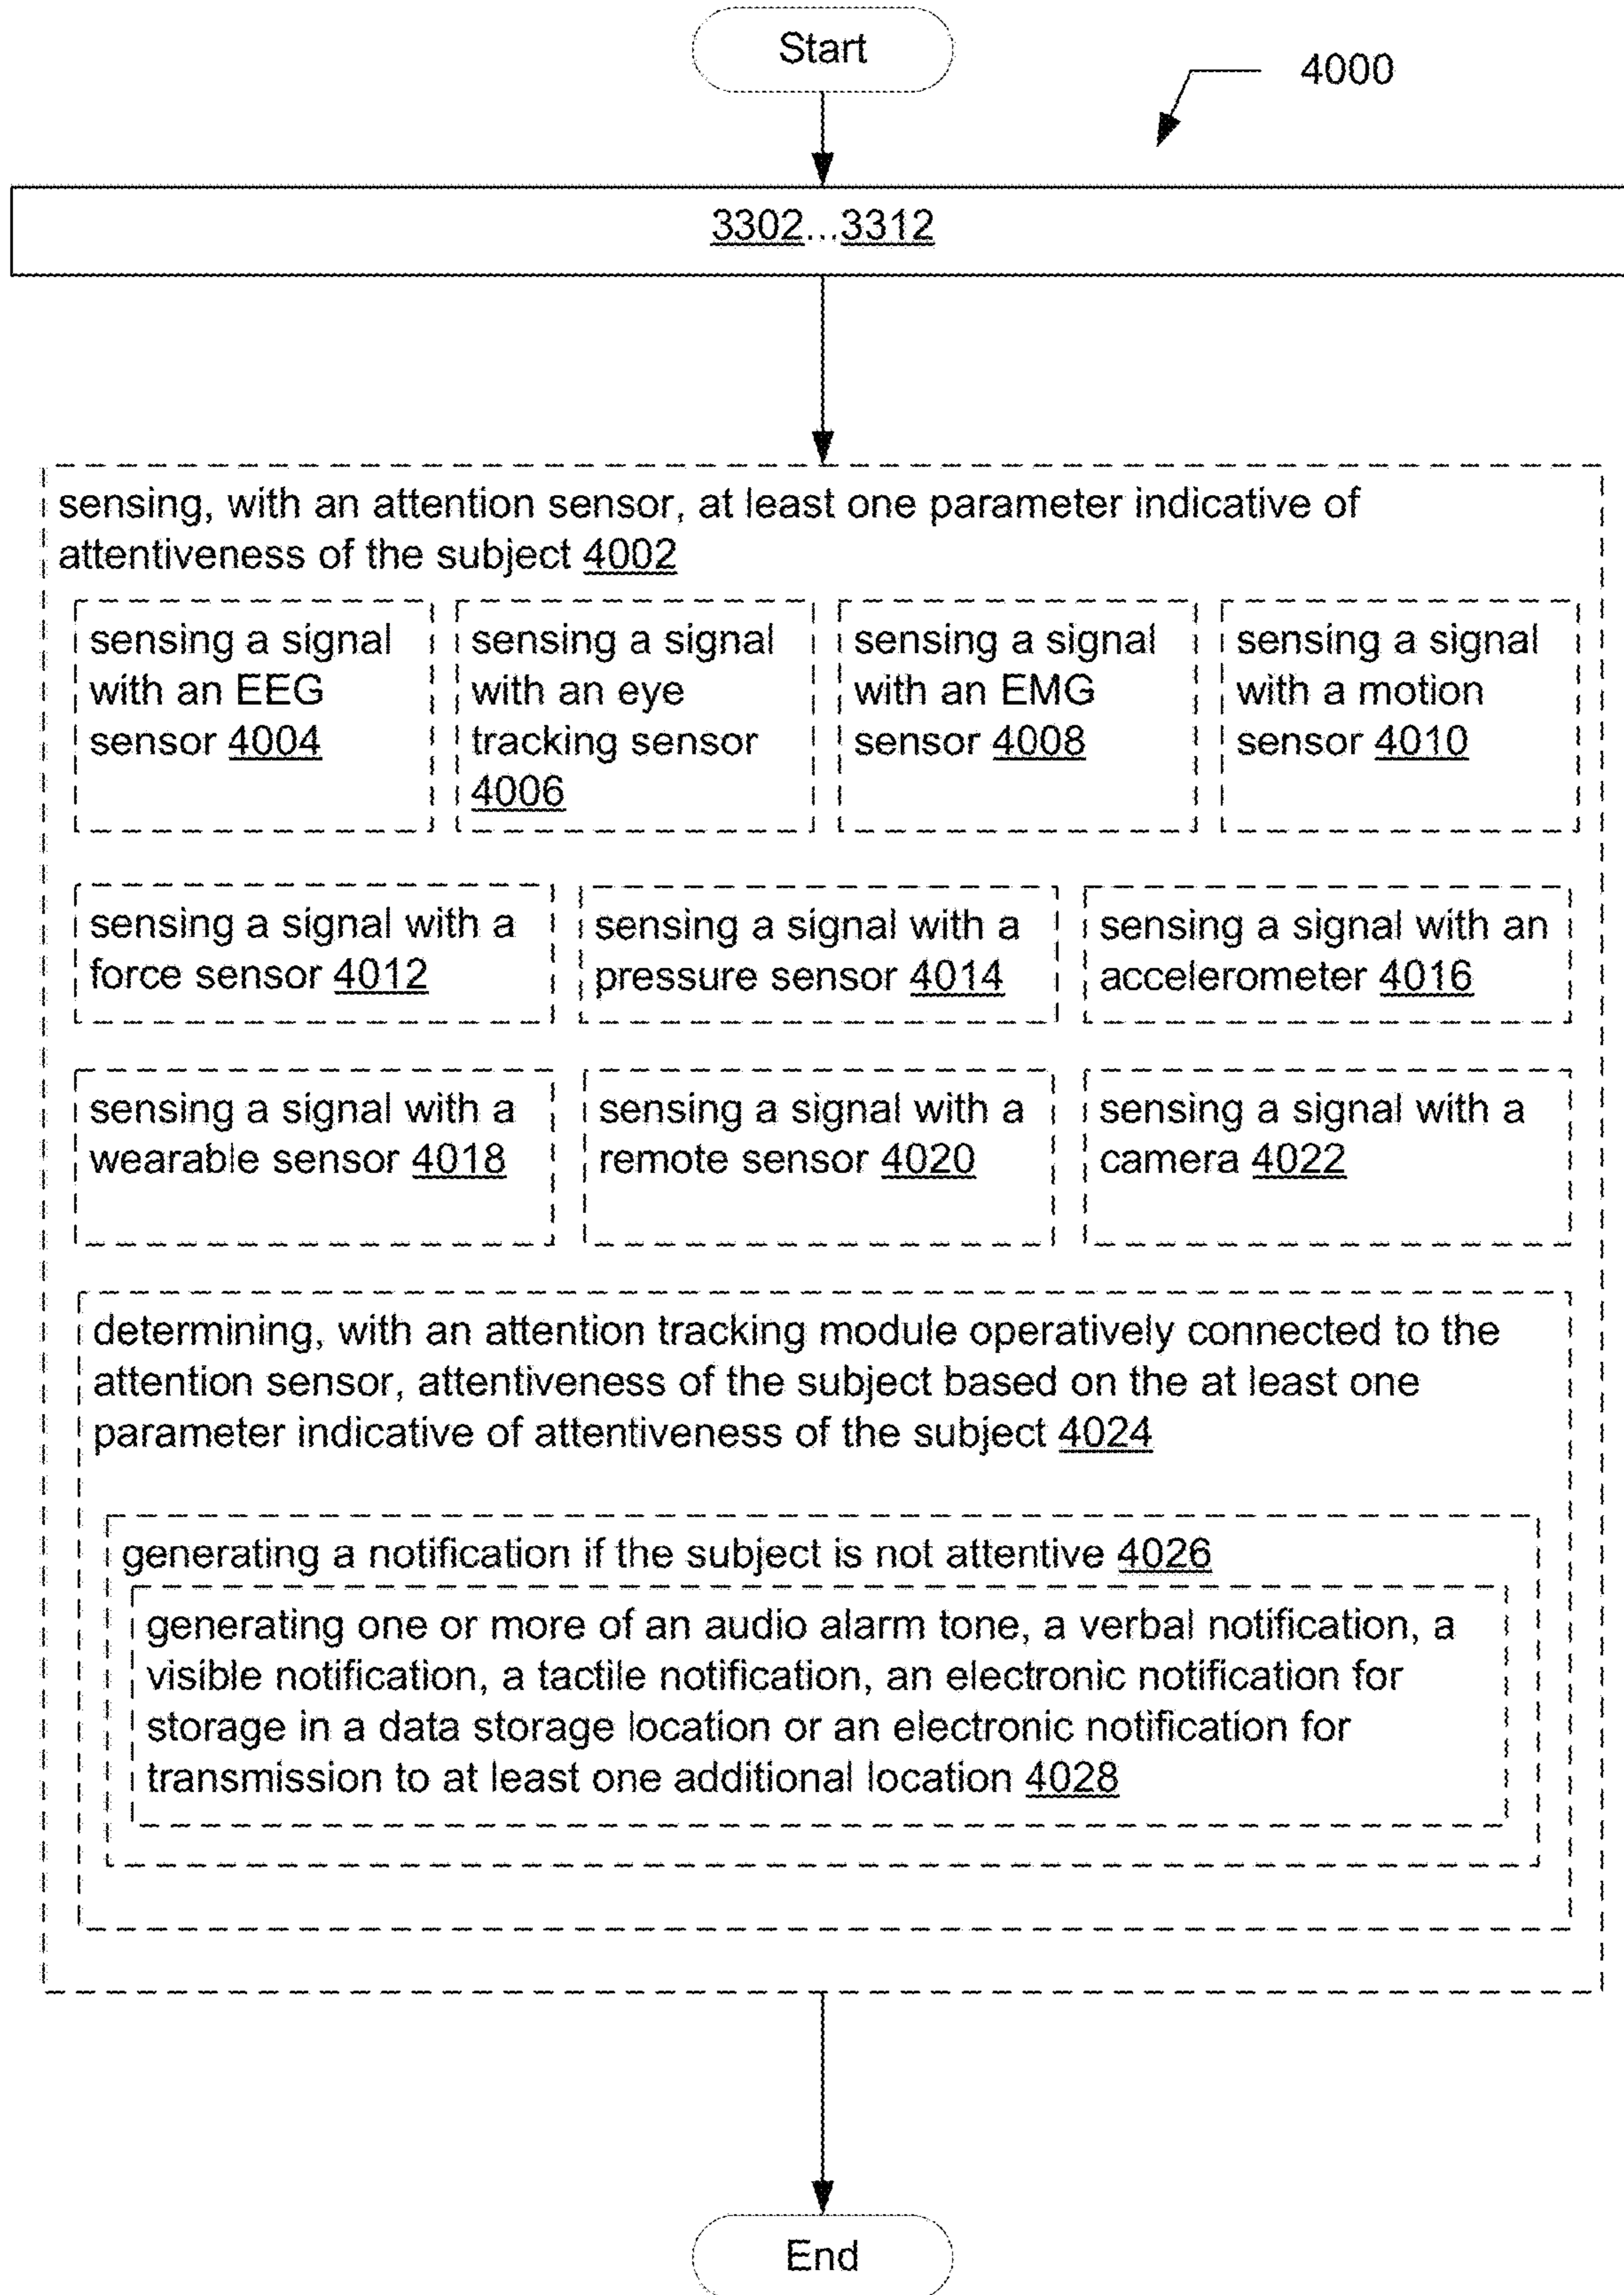 Start
4000
3302...3312
sensing, with an attention sensor, at least one parameter indicative of
attentiveness of the subject 4002
sensing a signal
with an EEG
sensor 4004
sensing a signal
with an eye
tracking sensor
4006
sensing a signal
with an EMG
sensor 4008
sensing a signal
with a motion
sensor 4010
sensing a signal with a
force sensor 4012
sensing a signal with a
pressure sensor 4014
sensing a signal with an
accelerometer 4016
sensing a signal with a
wearable sensor 4018
sensing a signal with a
remote sensor 4020
sensing a signal with a
camera 4022
determining, with an attention tracking module operatively connected to the
attention sensor, attentiveness of the subject based on the at least one
parameter indicative of attentiveness of the subject 4024
generating a notification if the subject is not attentive 4026
generating one or more of an audio alarm tone, a verbal notification, a
visible notification, a tactile notification, an electronic notification for
storage in a data storage location or an electronic notification for
transmission to at least one additional location 4028
End